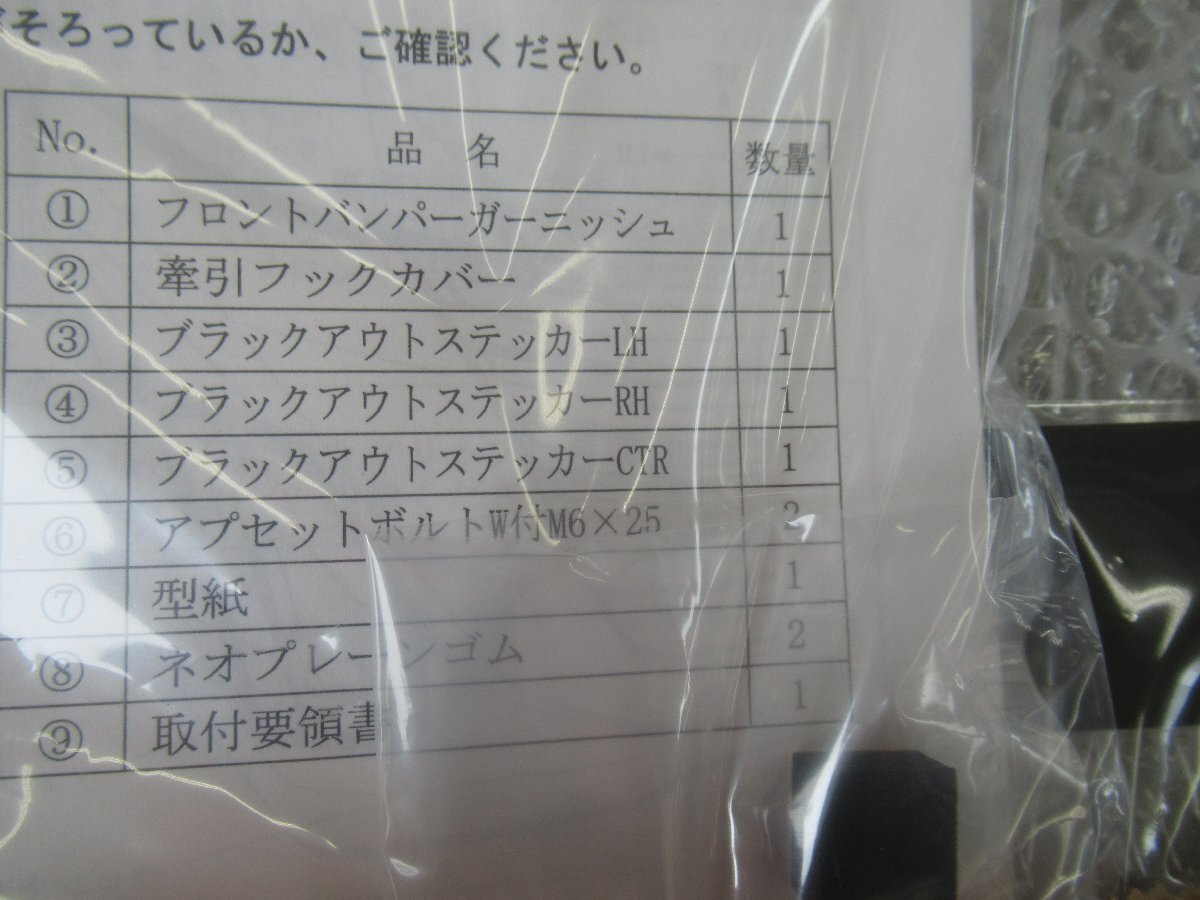 そろっているか、ご確認ください。
No. 品 名 数量
① フロントバンパーガーニッシュ 1
② 牽引フックカバー 1
③ ブラックアウトステッカーLH 1
④ ブラックアウトステッカーRH 1
⑤ ブラックアウトステッカーCTR 1
⑥ アプセットボルトW付M6×25 2
⑦ 型紙 1
⑧ ネオプレーンゴム 2
⑨ 取付要領書 1